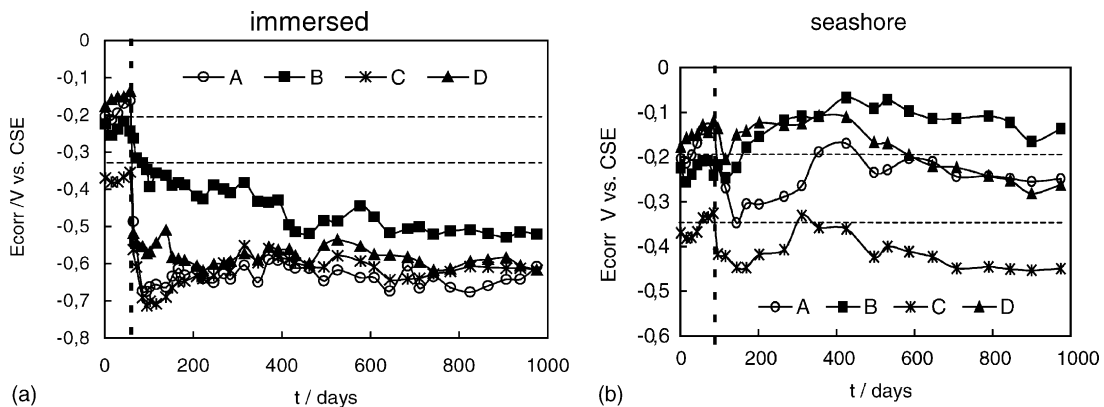 immersed
0
-0,1
-0,2
-0,3
-0,4
-0,5
-0,6
-0,7
-0,8
Ecorr /V vs. CSE
A B C D
0 200 400 600 800 1000
t / days
(a)
seashore
0
-0,1
-0,2
-0,3
-0,4
-0,5
-0,6
Ecorr V vs. CSE
A B C D
0 200 400 600 800 1000
t / days
(b)